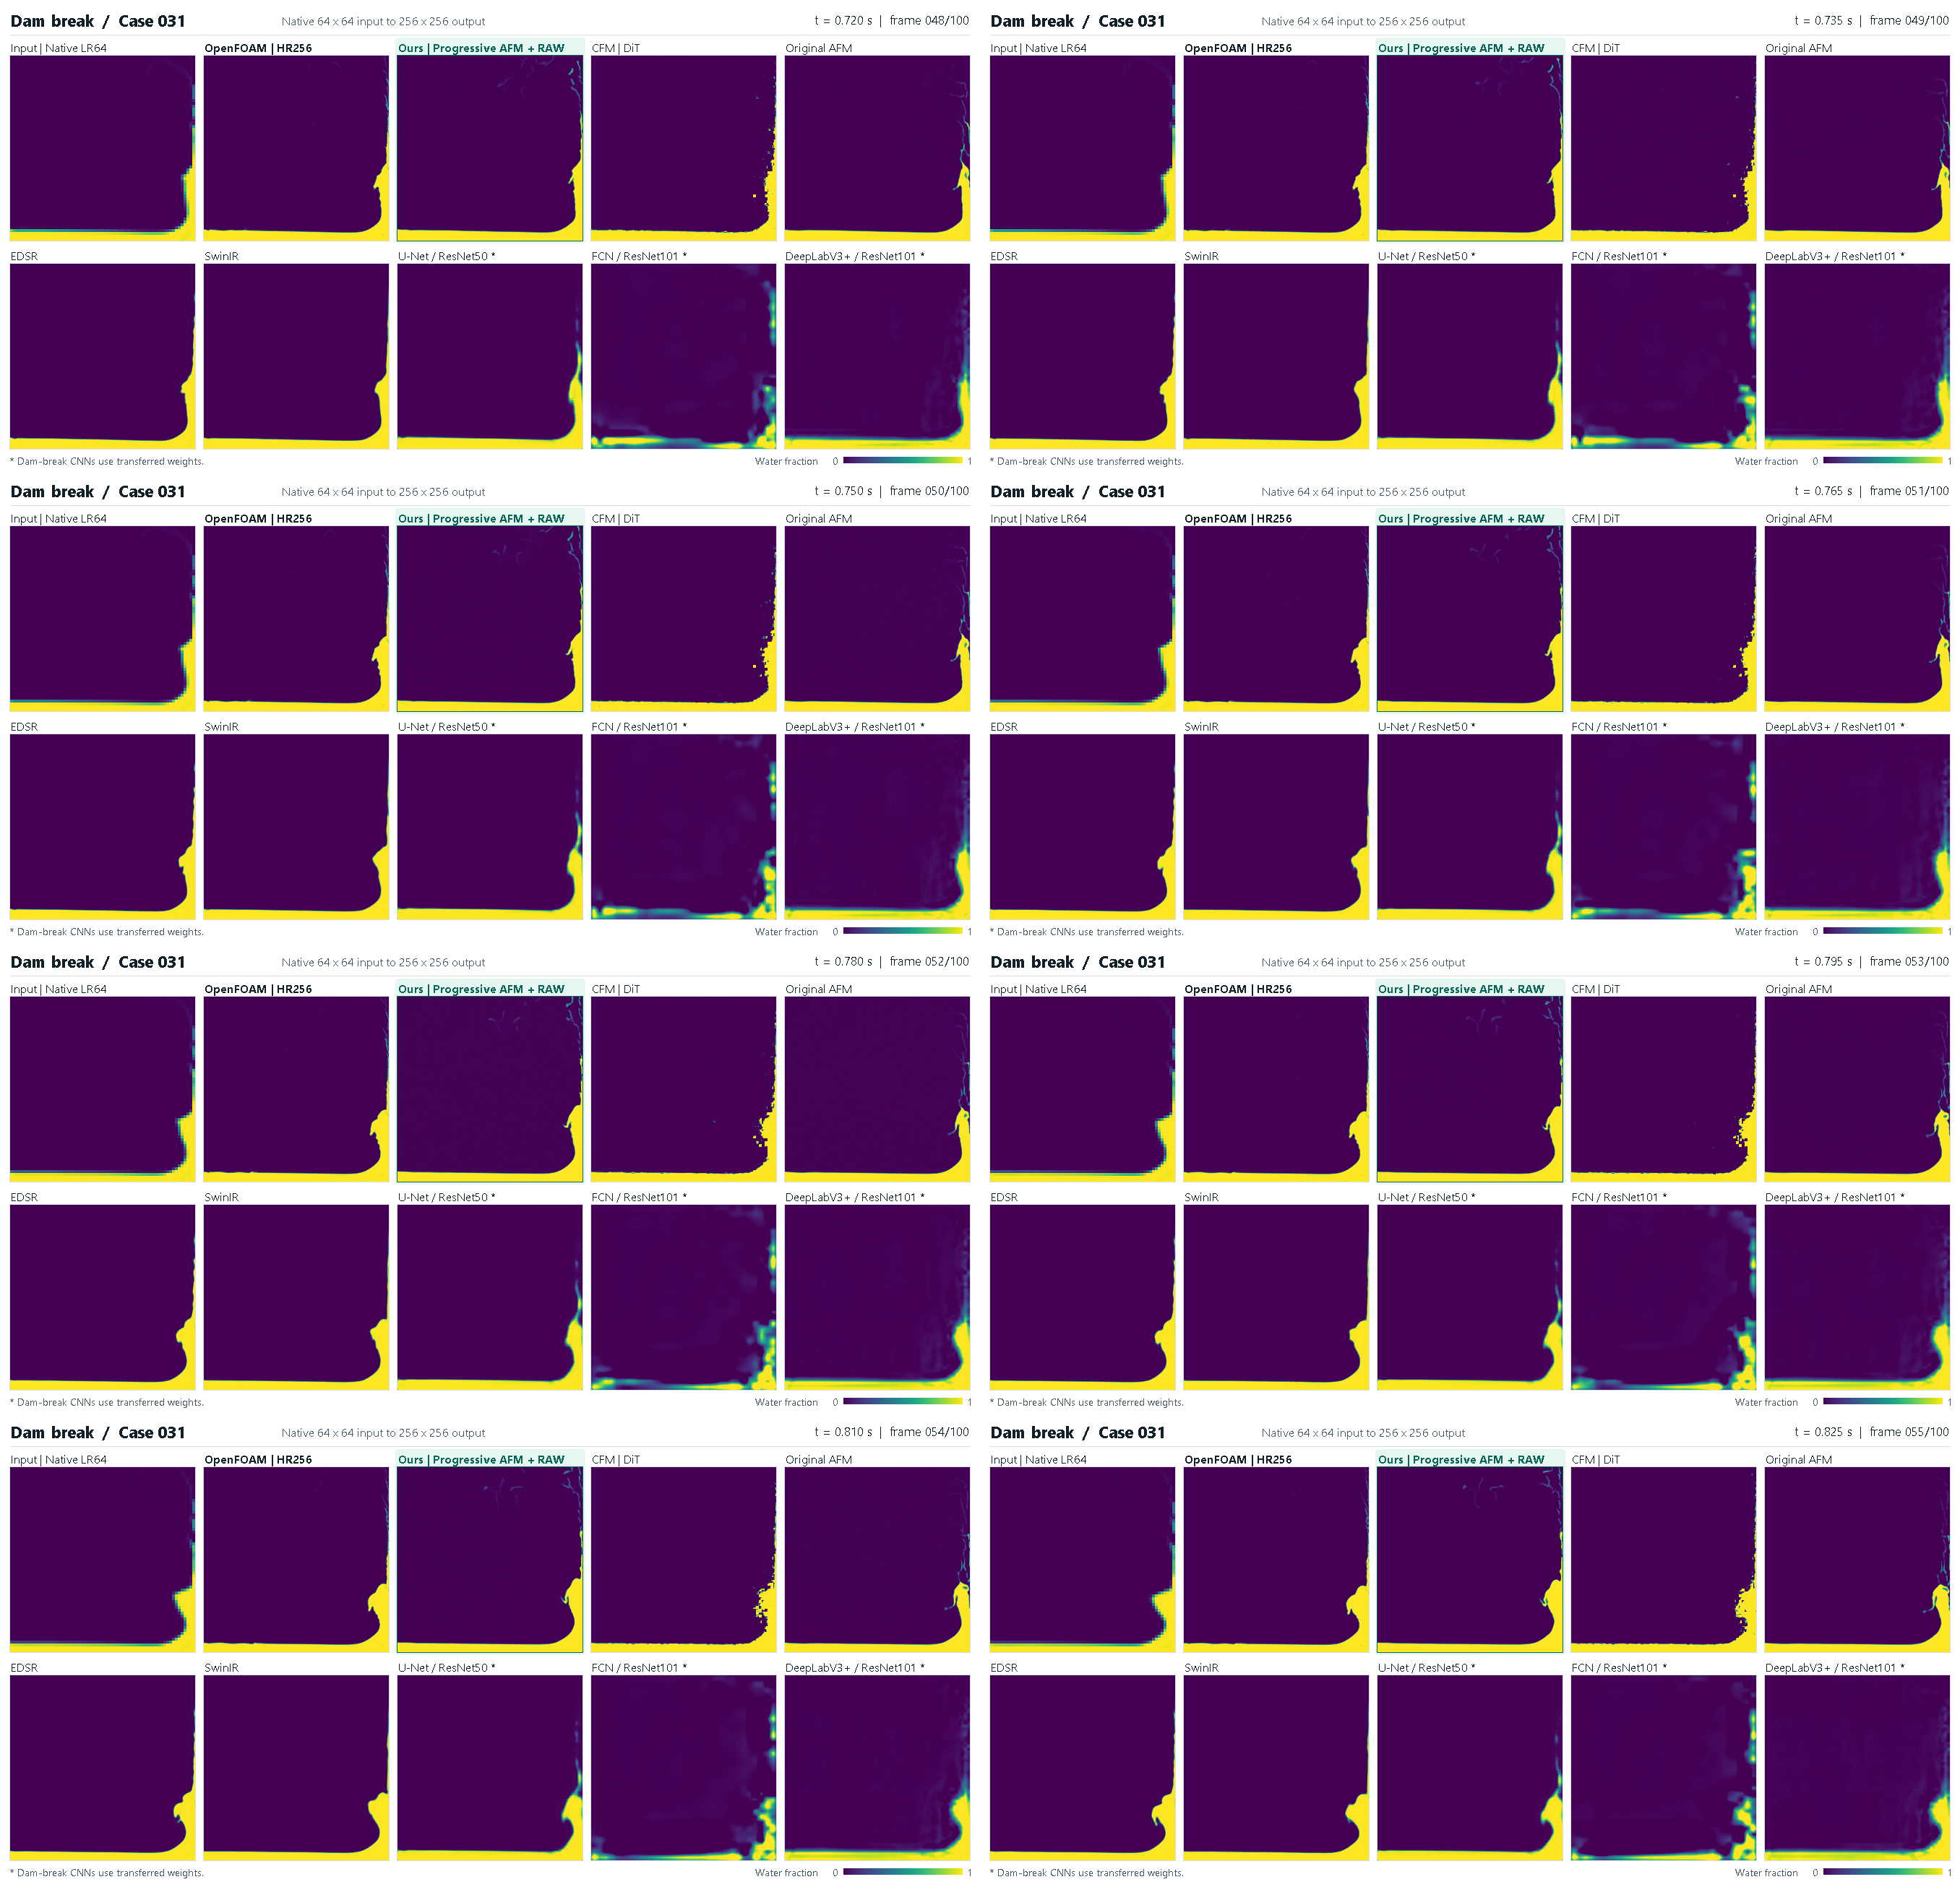 Dam break / Case 031 Native 64 x 64 input to 256 x 256 output t = 0.720 s | frame 048/100
Input | Native LR64 OpenFOAM | HR256 Ours | Progressive AFM + RAW CFM | DiT Original AFM
EDSR SwinIR U-Net / ResNet50 * FCN / ResNet101 * DeepLabV3+ / ResNet101 *
* Dam-break CNNs use transferred weights. Water fraction 0 1
Dam break / Case 031 Native 64 x 64 input to 256 x 256 output t = 0.735 s | frame 049/100
Input | Native LR64 OpenFOAM | HR256 Ours | Progressive AFM + RAW CFM | DiT Original AFM
EDSR SwinIR U-Net / ResNet50 * FCN / ResNet101 * DeepLabV3+ / ResNet101 *
* Dam-break CNNs use transferred weights. Water fraction 0 1
Dam break / Case 031 Native 64 x 64 input to 256 x 256 output t = 0.750 s | frame 050/100
Input | Native LR64 OpenFOAM | HR256 Ours | Progressive AFM + RAW CFM | DiT Original AFM
EDSR SwinIR U-Net / ResNet50 * FCN / ResNet101 * DeepLabV3+ / ResNet101 *
* Dam-break CNNs use transferred weights. Water fraction 0 1
Dam break / Case 031 Native 64 x 64 input to 256 x 256 output t = 0.765 s | frame 051/100
Input | Native LR64 OpenFOAM | HR256 Ours | Progressive AFM + RAW CFM | DiT Original AFM
EDSR SwinIR U-Net / ResNet50 * FCN / ResNet101 * DeepLabV3+ / ResNet101 *
* Dam-break CNNs use transferred weights. Water fraction 0 1
Dam break / Case 031 Native 64 x 64 input to 256 x 256 output t = 0.780 s | frame 052/100
Input | Native LR64 OpenFOAM | HR256 Ours | Progressive AFM + RAW CFM | DiT Original AFM
EDSR SwinIR U-Net / ResNet50 * FCN / ResNet101 * DeepLabV3+ / ResNet101 *
* Dam-break CNNs use transferred weights. Water fraction 0 1
Dam break / Case 031 Native 64 x 64 input to 256 x 256 output t = 0.795 s | frame 053/100
Input | Native LR64 OpenFOAM | HR256 Ours | Progressive AFM + RAW CFM | DiT Original AFM
EDSR SwinIR U-Net / ResNet50 * FCN / ResNet101 * DeepLabV3+ / ResNet101 *
* Dam-break CNNs use transferred weights. Water fraction 0 1
Dam break / Case 031 Native 64 x 64 input to 256 x 256 output t = 0.810 s | frame 054/100
Input | Native LR64 OpenFOAM | HR256 Ours | Progressive AFM + RAW CFM | DiT Original AFM
EDSR SwinIR U-Net / ResNet50 * FCN / ResNet101 * DeepLabV3+ / ResNet101 *
* Dam-break CNNs use transferred weights. Water fraction 0 1
Dam break / Case 031 Native 64 x 64 input to 256 x 256 output t = 0.825 s | frame 055/100
Input | Native LR64 OpenFOAM | HR256 Ours | Progressive AFM + RAW CFM | DiT Original AFM
EDSR SwinIR U-Net / ResNet50 * FCN / ResNet101 * DeepLabV3+ / ResNet101 *
* Dam-break CNNs use transferred weights. Water fraction 0 1